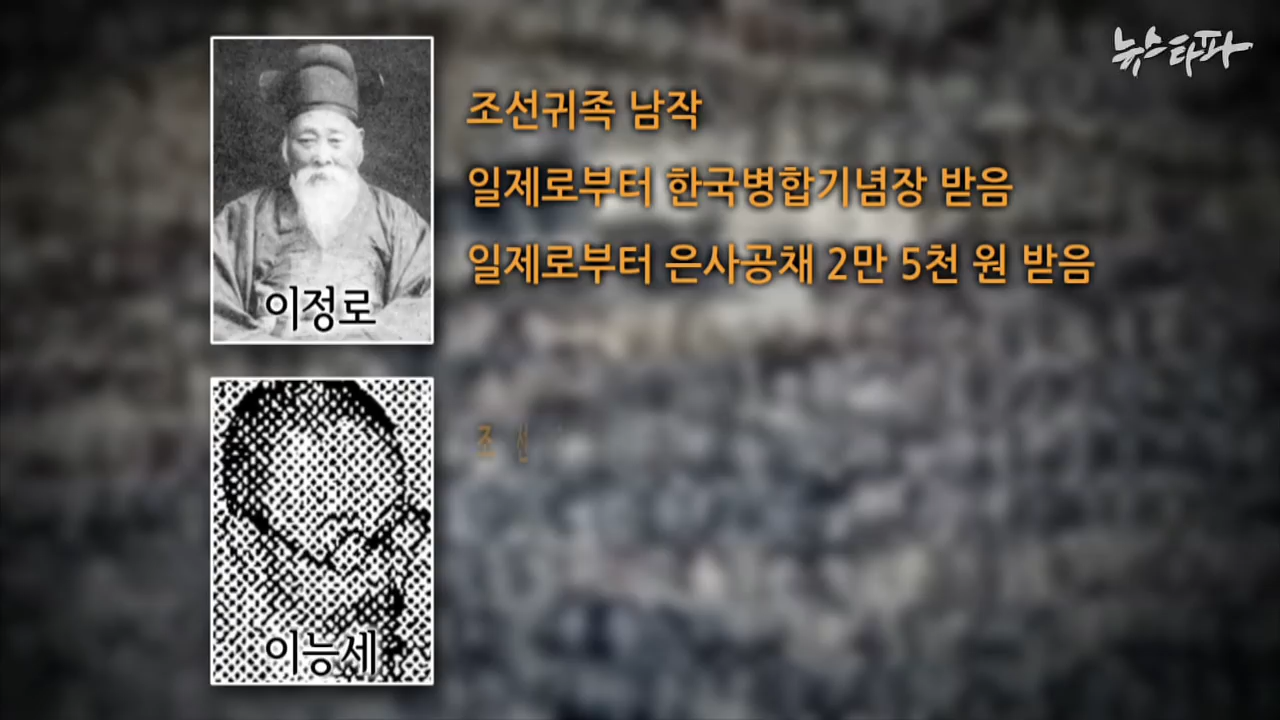 뉴스타파
조선귀족 남작
일제로부터 한국병합기념장 받음
일제로부터 은사공채 2만 5천 원 받음
이정로
조선
이능세